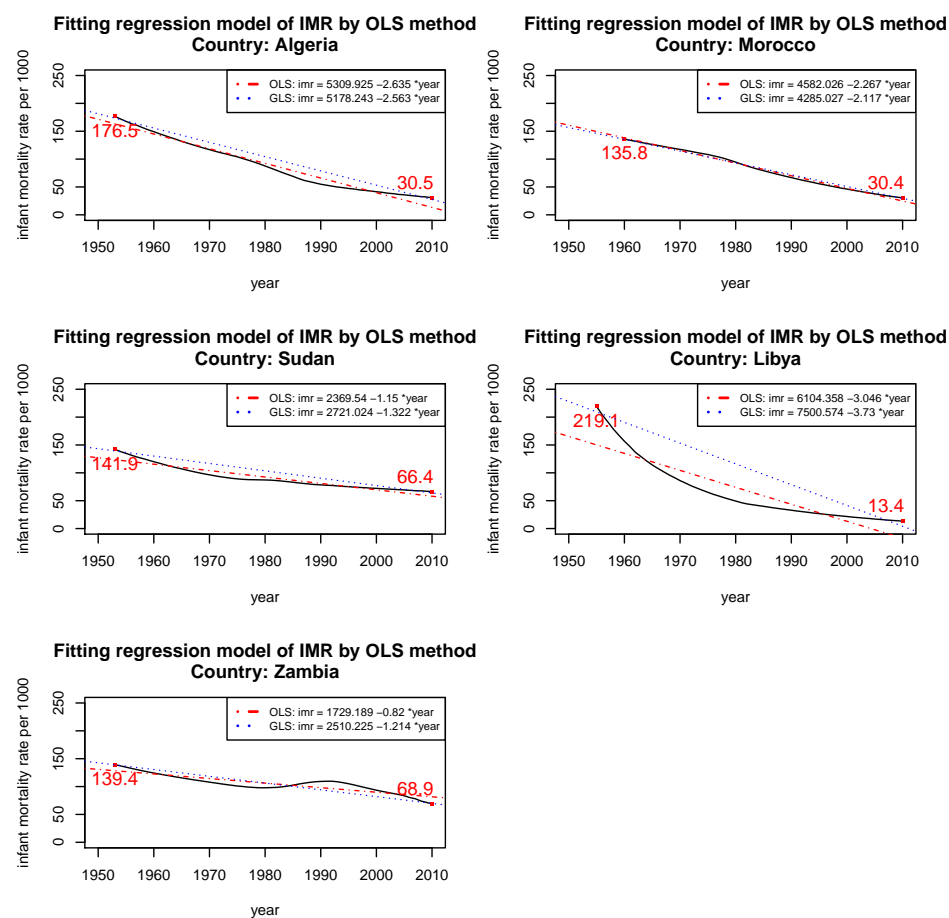 Fitting regression model of IMR by OLS method
Country: Algeria
infant mortality rate per 1000
250
150
50
0
OLS: imr = 5309.925 −2.635 *year
GLS: imr = 5178.243 −2.563 *year
176.5
30.5
1950 1960 1970 1980 1990 2000 2010
year
Fitting regression model of IMR by OLS method
Country: Morocco
infant mortality rate per 1000
250
150
50
0
OLS: imr = 4582.026 −2.267 *year
GLS: imr = 4285.027 −2.117 *year
135.8
30.4
1950 1960 1970 1980 1990 2000 2010
year
Fitting regression model of IMR by OLS method
Country: Sudan
infant mortality rate per 1000
250
150
50
0
OLS: imr = 2369.54 −1.15 *year
GLS: imr = 2721.024 −1.322 *year
141.9
66.4
1950 1960 1970 1980 1990 2000 2010
year
Fitting regression model of IMR by OLS method
Country: Libya
infant mortality rate per 1000
250
150
50
0
OLS: imr = 6104.358 −3.046 *year
GLS: imr = 7500.574 −3.73 *year
219.1
13.4
1950 1960 1970 1980 1990 2000 2010
year
Fitting regression model of IMR by OLS method
Country: Zambia
infant mortality rate per 1000
250
150
50
0
OLS: imr = 1729.189 −0.82 *year
GLS: imr = 2510.225 −1.214 *year
139.4
68.9
1950 1960 1970 1980 1990 2000 2010
year